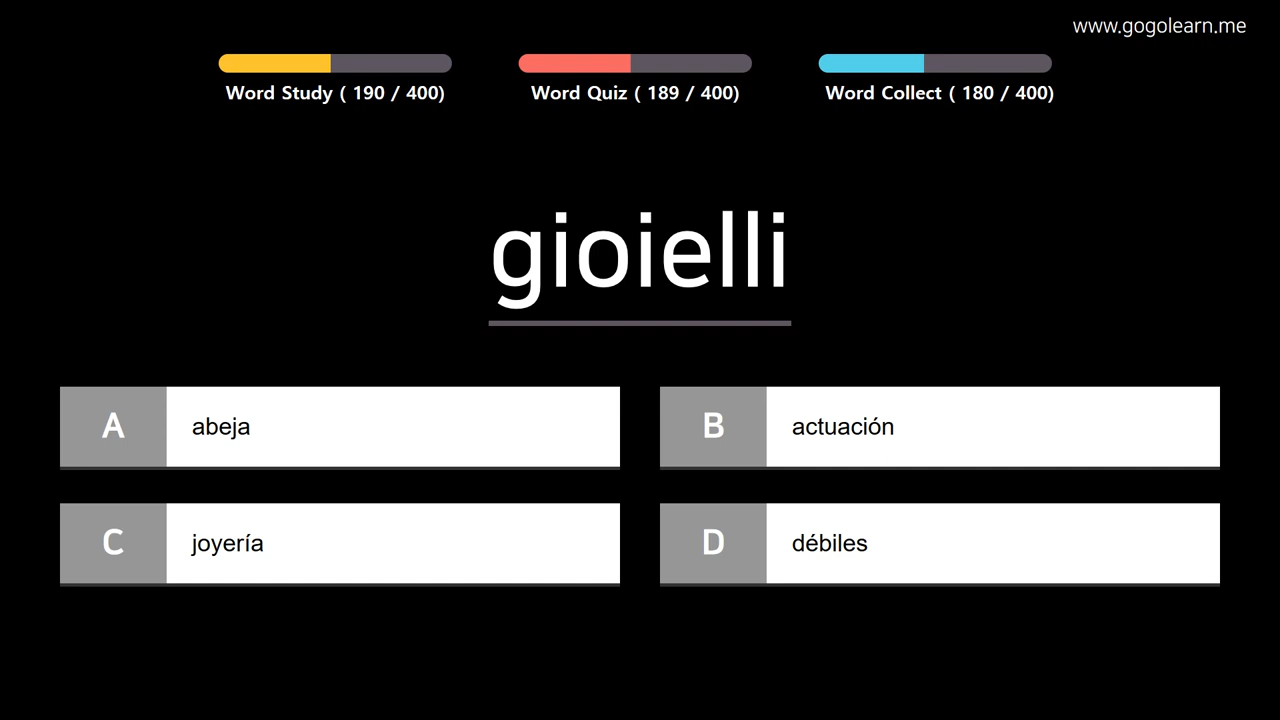 www.gogolearn.me
Word Study ( 190 / 400)
Word Quiz ( 189 / 400)
Word Collect ( 180 / 400)
gioielli
A abeja
B actuación
C joyería
D débiles